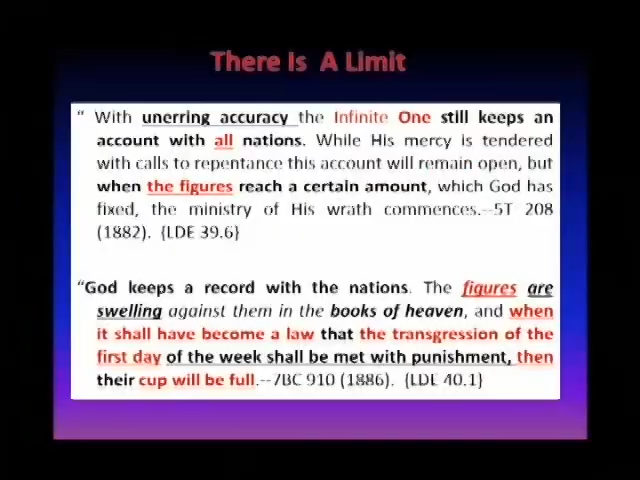 There Is A Limit
" With unerring accuracy the Infinite One still keeps an
account with all nations. While His mercy is tendered
with calls to repentance this account will remain open, but
when the figures reach a certain amount, which God has
fixed, the ministry of His wrath commences.--5T 208
(1882). {LDE 39.6}
"God keeps a record with the nations. The figures are
swelling against them in the books of heaven, and when
it shall have become a law that the transgression of the
first day of the week shall be met with punishment, then
their cup will be full.--7BC 910 (1886). {LDE 40.1}